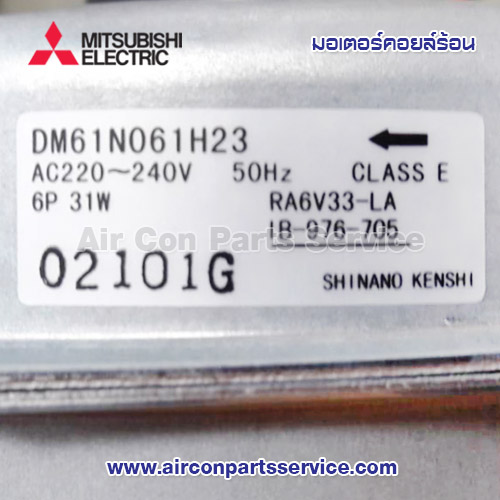 MITSUBISHI
ELECTRIC
มอเตอร์คอยล์ร้อน
DM61N061H23
AC220～240V 50Hz CLASS E
6P 31W RA6V33-LA
IB-976-705
Air Con Parts Service
02101G SHINANO KENSHI
www.airconpartsservice.com